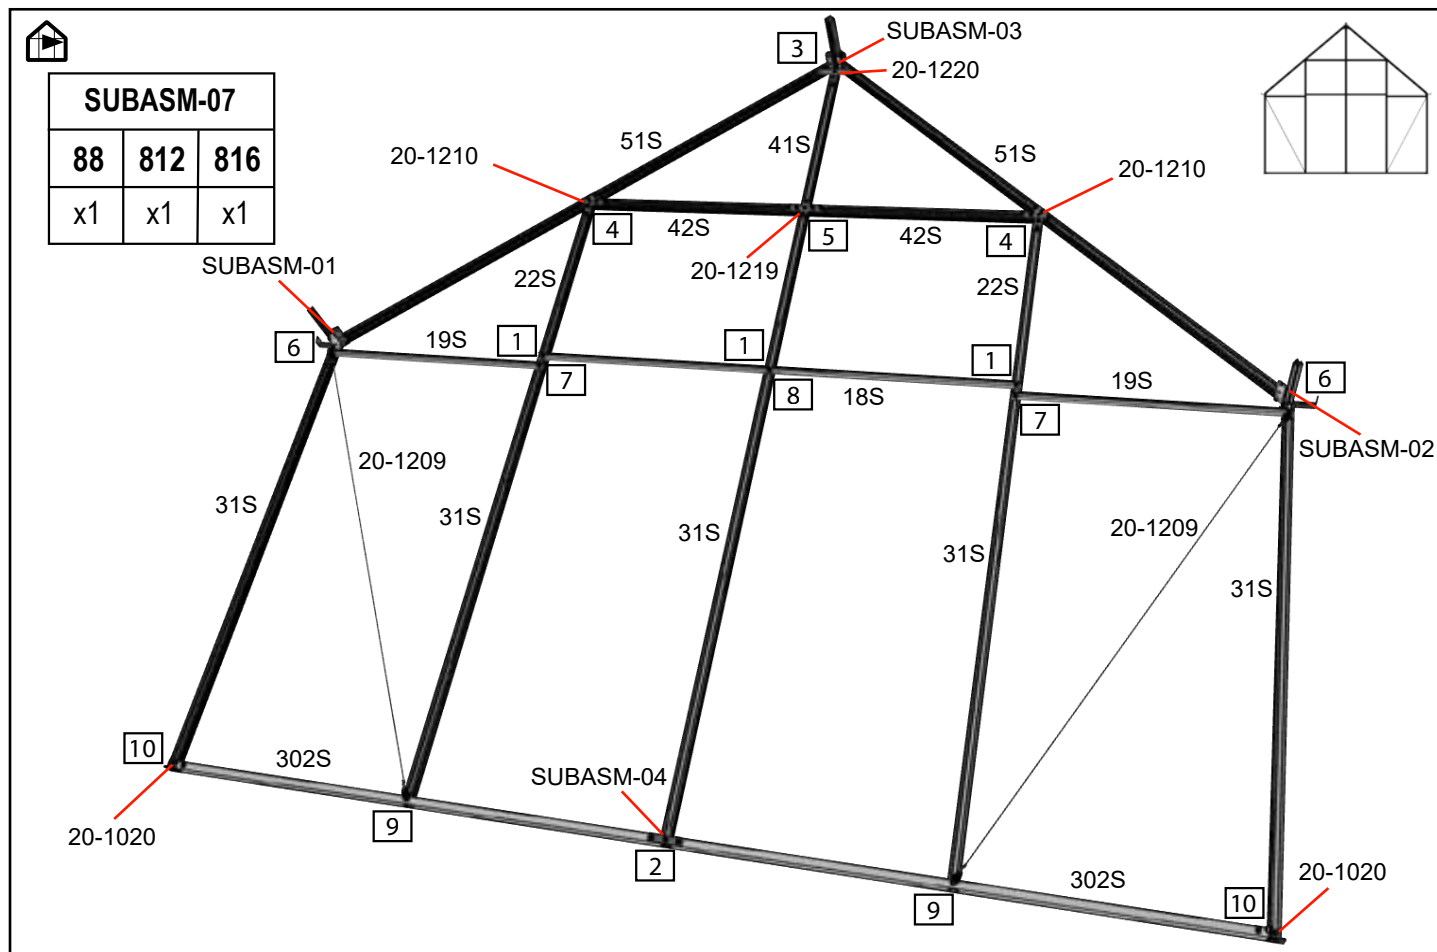 SUBASM-07
88 812 816
x1 x1 x1
3
SUBASM-03
20-1220
51S
41S
51S
20-1210
20-1210
4
42S
5
42S
4
20-1219
SUBASM-01
22S
22S
6
19S
1
1
1
19S
6
7
8
18S
7
SUBASM-02
20-1209
31S
31S
31S
31S
20-1209
31S
10
302S
SUBASM-04
20-1020
9
2
9
302S
10
20-1020